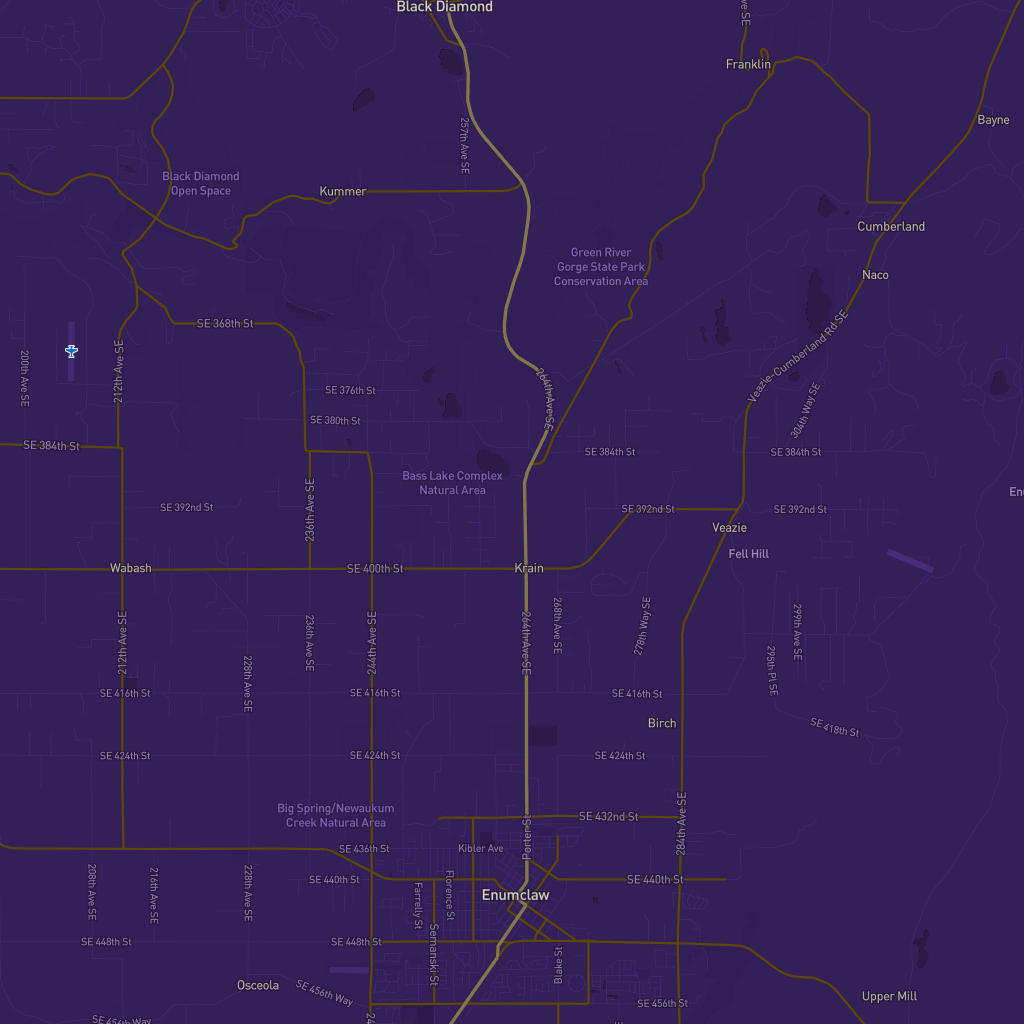 Black Diamond
Ave SE
Franklin
Bayne
257th Ave SE
Black Diamond
Open Space
Kummer
Cumberland
Green River
Gorge State Park
Conservation Area
Naco
SE 368th St
200th Ave SE
212th Ave SE
Veazie-Cumberland Rd SE
264th Ave SE
SE 376th St
304th Way SE
SE 380th St
SE 384th St
SE 384th St
SE 384th St
Bass Lake Complex
Natural Area
236th Ave SE
SE 392nd St
SE 392nd St
SE 392nd St
Veazie
Fell Hill
Wabash
SE 400th St
Krain
212th Ave SE
236th Ave SE
244th Ave SE
264th Ave SE
268th Ave SE
278th Way SE
299th Ave SE
228th Ave SE
295th Pl SE
SE 416th St
SE 416th St
SE 416th St
Birch
SE 418th St
SE 424th St
SE 424th St
SE 424th St
Big Spring/Newaukum
Creek Natural Area
SE 432nd St
Porter St
284th Ave SE
SE 436th St
Kibler Ave
208th Ave SE
216th Ave SE
228th Ave SE
SE 440th St
Farrelly St
Florence St
SE 440th St
Enumclaw
SE 448th St
SE 448th St
Semanski St
Blake St
Osceola
SE 456th Way
SE 456th St
Upper Mill
SE 456th Way